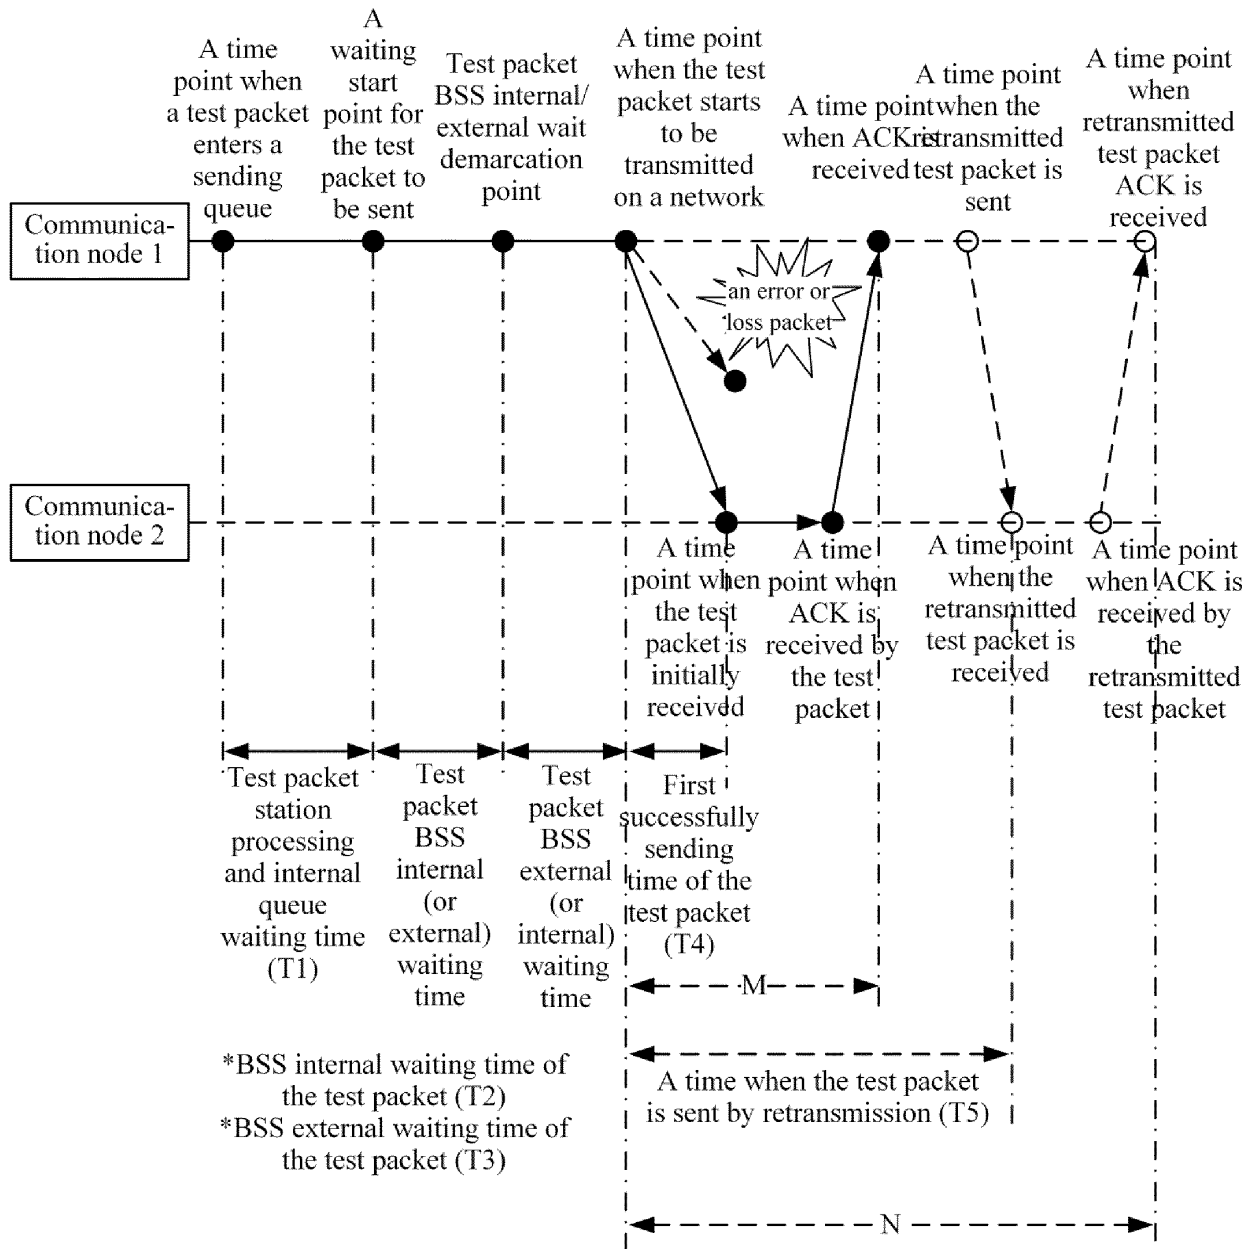 A time
point when
a test packet
enters a
sending
queue
A
waiting
start
point for
the test
packet to
be sent
Test packet
BSS internal/
external wait
demarcation
point
A time point
when the test
packet starts
to be
transmitted
on a network
A time point
when ACK is
received
A time point
when the
retransmitted
test packet is
sent
A time point
when
retransmitted
test packet
ACK is
received
Communica-
tion node 1
an error or
loss packet
Communica-
tion node 2
A time
point when
the test
packet is
initially
received
A time
point when
ACK is
received by
the test
packet
A time point
when the
retransmitted
test packet is
received
A time point
when ACK is
received by
the
retransmitted
test packet
Test packet
station
processing
and internal
queue
waiting time
(T1)
Test
packet
BSS
internal
(or
external)
waiting
time
Test
packet
BSS
external
(or
internal)
waiting
time
First
successfully
sending
time of the
test packet
(T4)
M
*BSS internal waiting time of
the test packet (T2)
*BSS external waiting time of
the test packet (T3)
A time when the test packet
is sent by retransmission (T5)
N